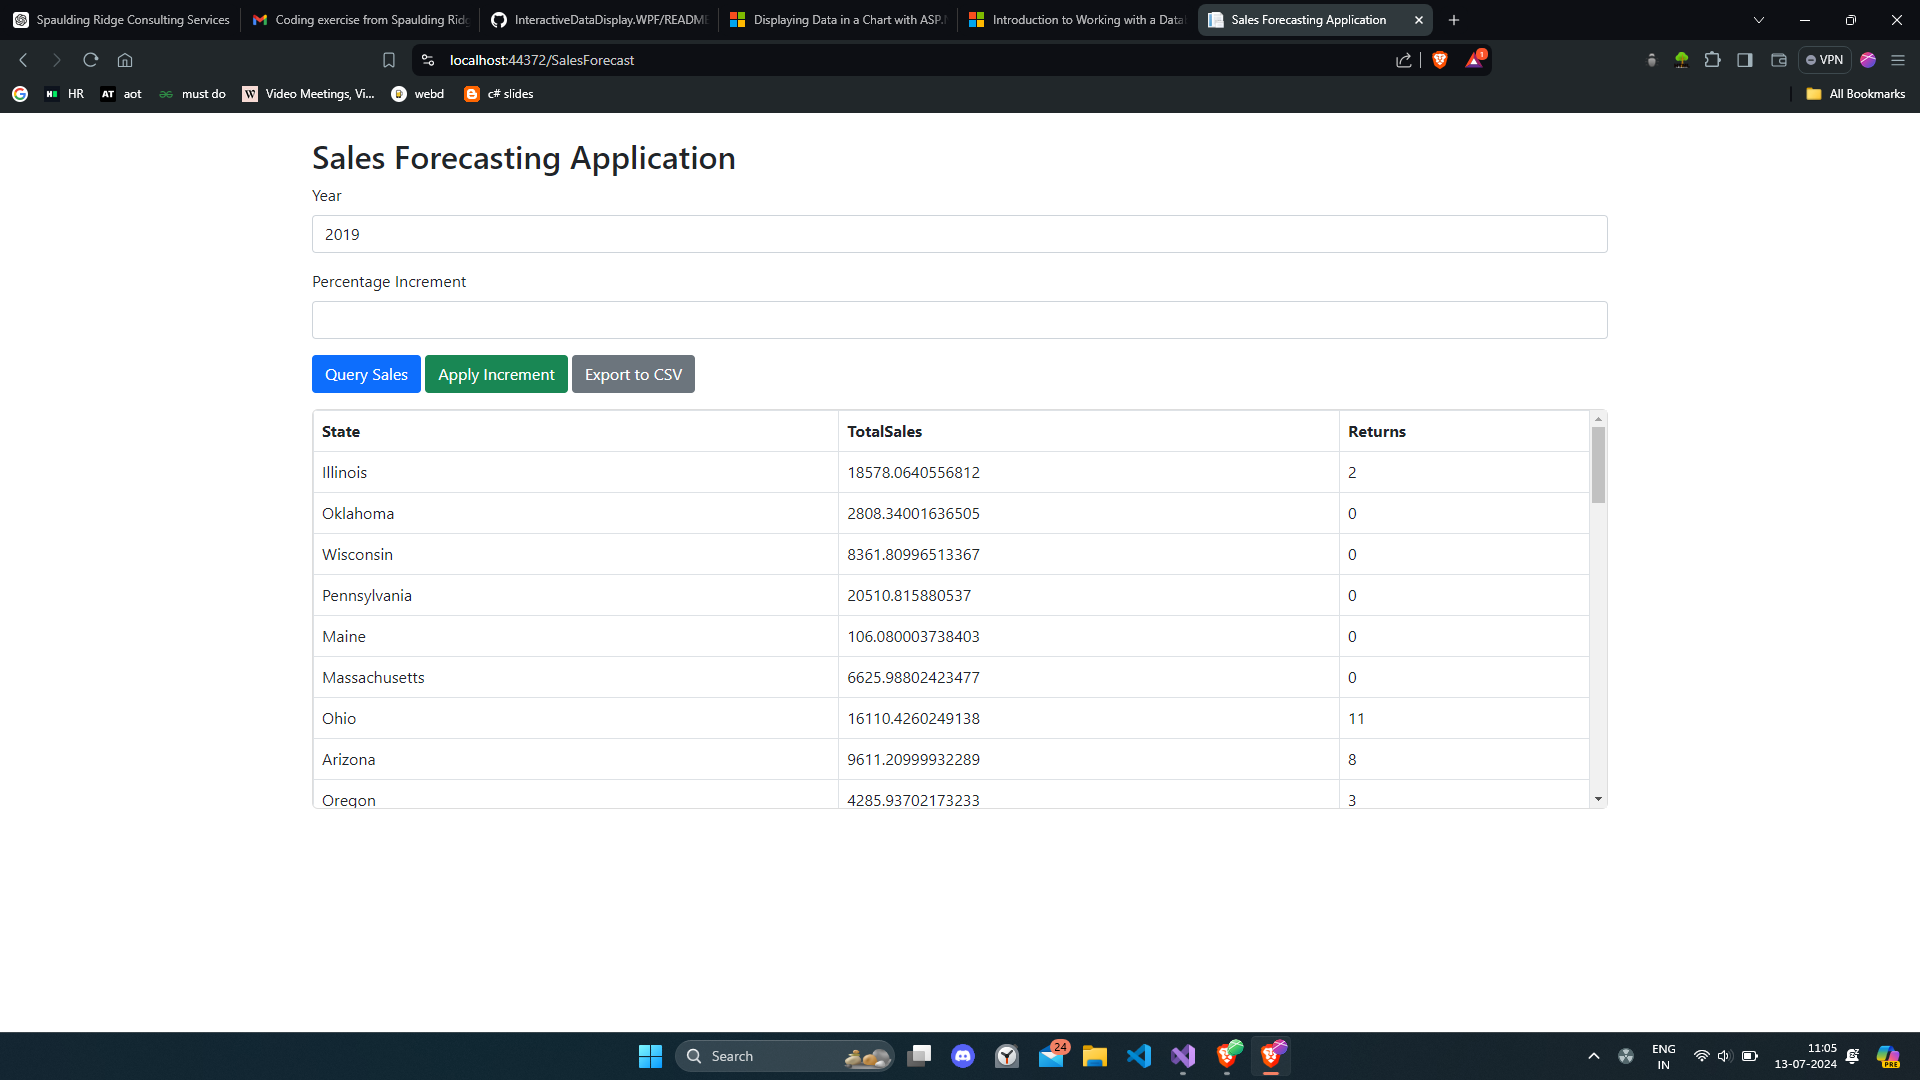 Spaulding Ridge Consulting Services
Coding exercise from Spaulding Ridg
InteractiveDataDisplay.WPF/README
Displaying Data in a Chart with ASP.N
Introduction to Working with a Data
Sales Forecasting Application
localhost:44372/SalesForecast
1
VPN
HR
AT aot
must do
W Video Meetings, Vi...
webd
c# slides
All Bookmarks
Sales Forecasting Application
Year
2019
Percentage Increment
Query Sales
Apply Increment
Export to CSV
State TotalSales Returns
Illinois 18578.0640556812 2
Oklahoma 2808.34001636505 0
Wisconsin 8361.80996513367 0
Pennsylvania 20510.815880537 0
Maine 106.080003738403 0
Massachusetts 6625.98802423477 0
Ohio 16110.4260249138 11
Arizona 9611.20999932289 8
Oregon 4285.93702173233 3
Search
24
ENG
IN
11:05
13-07-2024
PRE